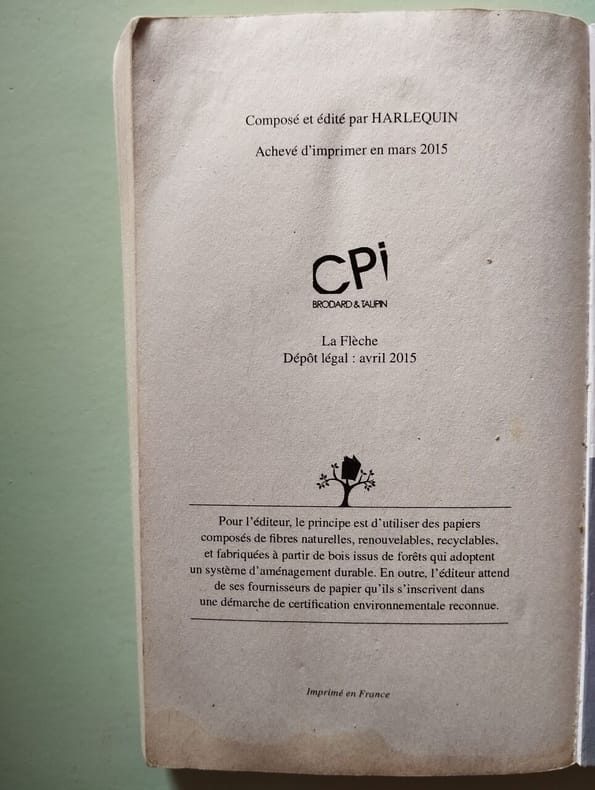 Composé et édité par HARLEQUIN
Achevé d'imprimer en mars 2015
CPi
BRODARD & TAUPIN
La Flèche
Dépôt légal : avril 2015
Pour l'éditeur, le principe est d'utiliser des papiers
composés de fibres naturelles, renouvelables, recyclables,
et fabriquées à partir de bois issus de forêts qui adoptent
un système d'aménagement durable. En outre, l'éditeur attend
de ses fournisseurs de papier qu'ils s'inscrivent dans
une démarche de certification environnementale reconnue.
Imprimé en France